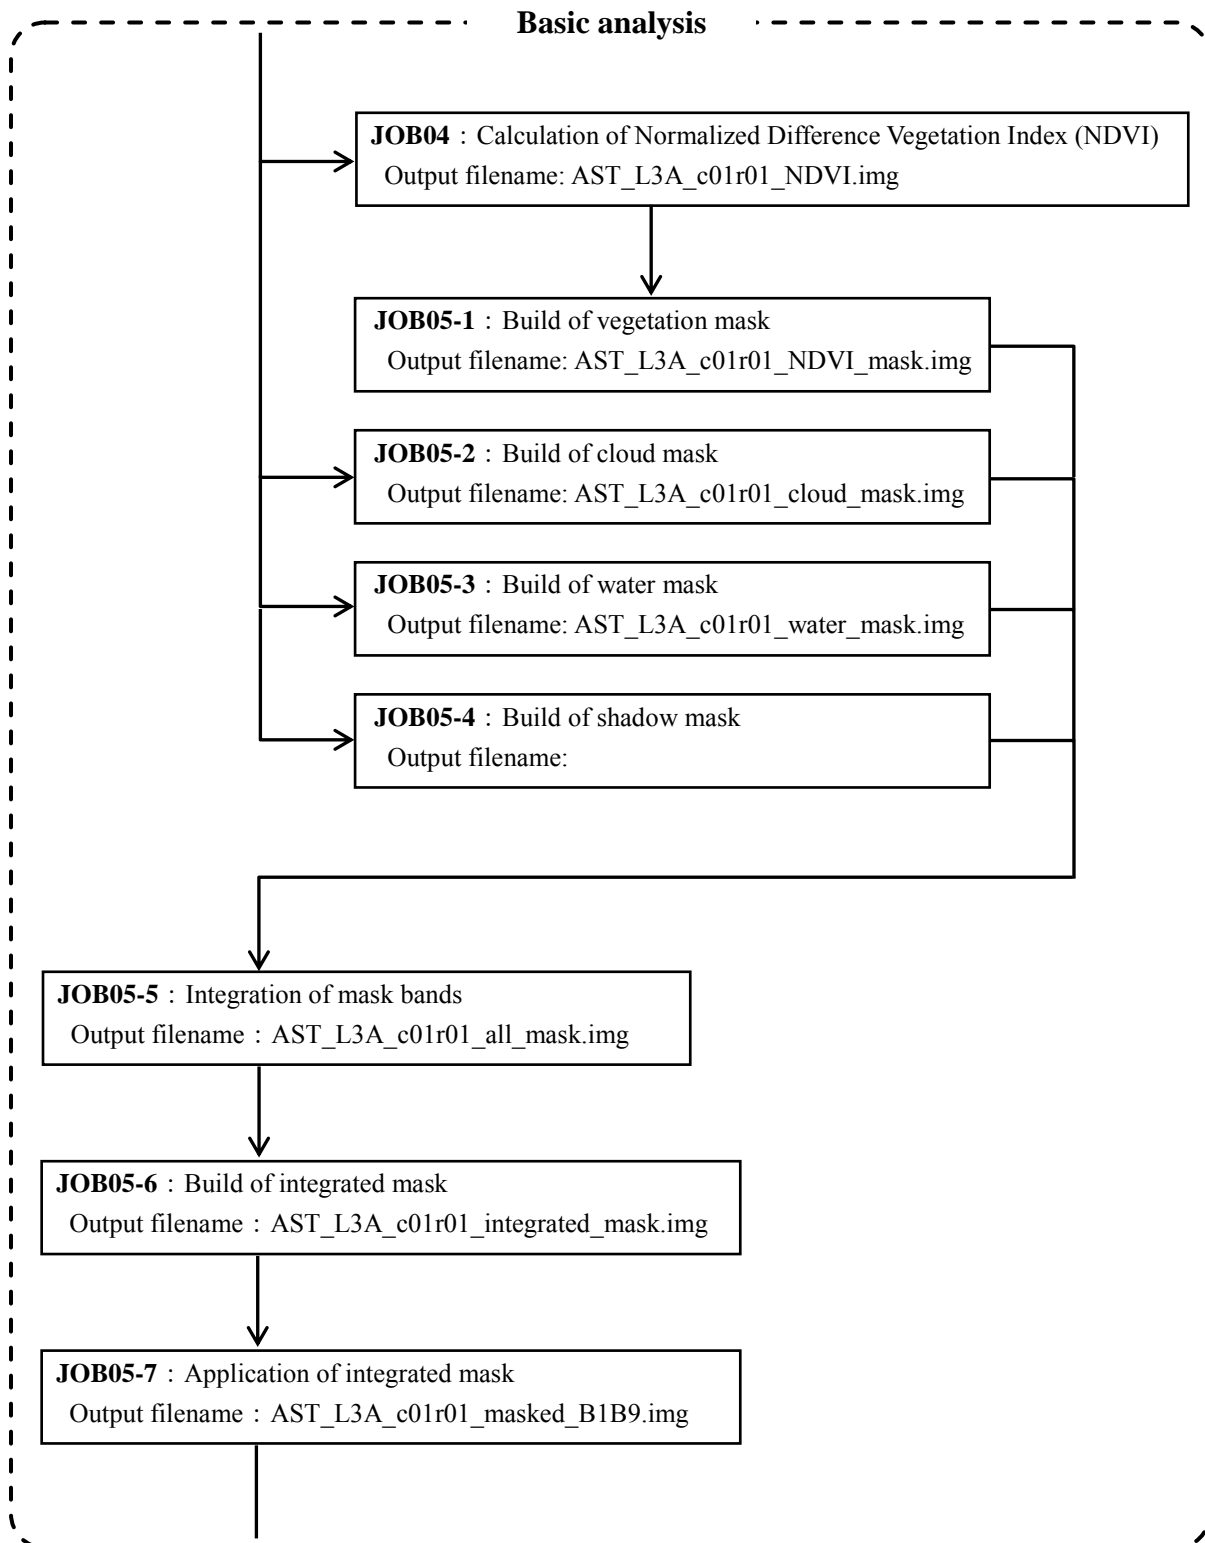 Basic analysis
JOB04：Calculation of Normalized Difference Vegetation Index (NDVI)
Output filename: AST_L3A_c01r01_NDVI.img
JOB05-1：Build of vegetation mask
Output filename: AST_L3A_c01r01_NDVI_mask.img
JOB05-2：Build of cloud mask
Output filename: AST_L3A_c01r01_cloud_mask.img
JOB05-3：Build of water mask
Output filename: AST_L3A_c01r01_water_mask.img
JOB05-4：Build of shadow mask
Output filename:
JOB05-5：Integration of mask bands
Output filename：AST_L3A_c01r01_all_mask.img
JOB05-6：Build of integrated mask
Output filename：AST_L3A_c01r01_integrated_mask.img
JOB05-7：Application of integrated mask
Output filename：AST_L3A_c01r01_masked_B1B9.img